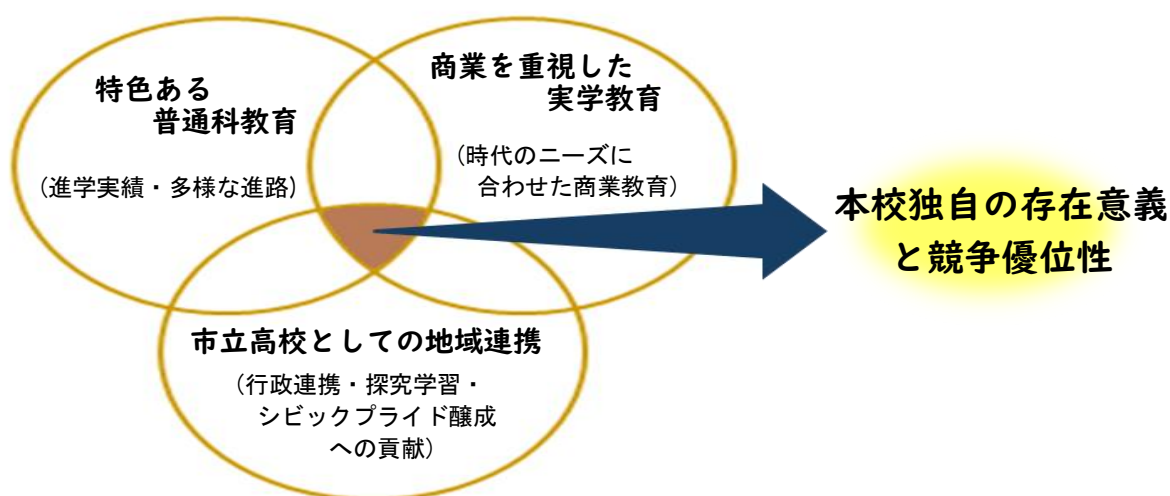 特色ある
普通科教育
(進学実績・多様な進路)
商業を重視した
実学教育
(時代のニーズに
合わせた商業教育)
市立高校としての地域連携
(行政連携・探究学習・
シビックプライド醸成
への貢献)
本校独自の存在意義
と競争優位性